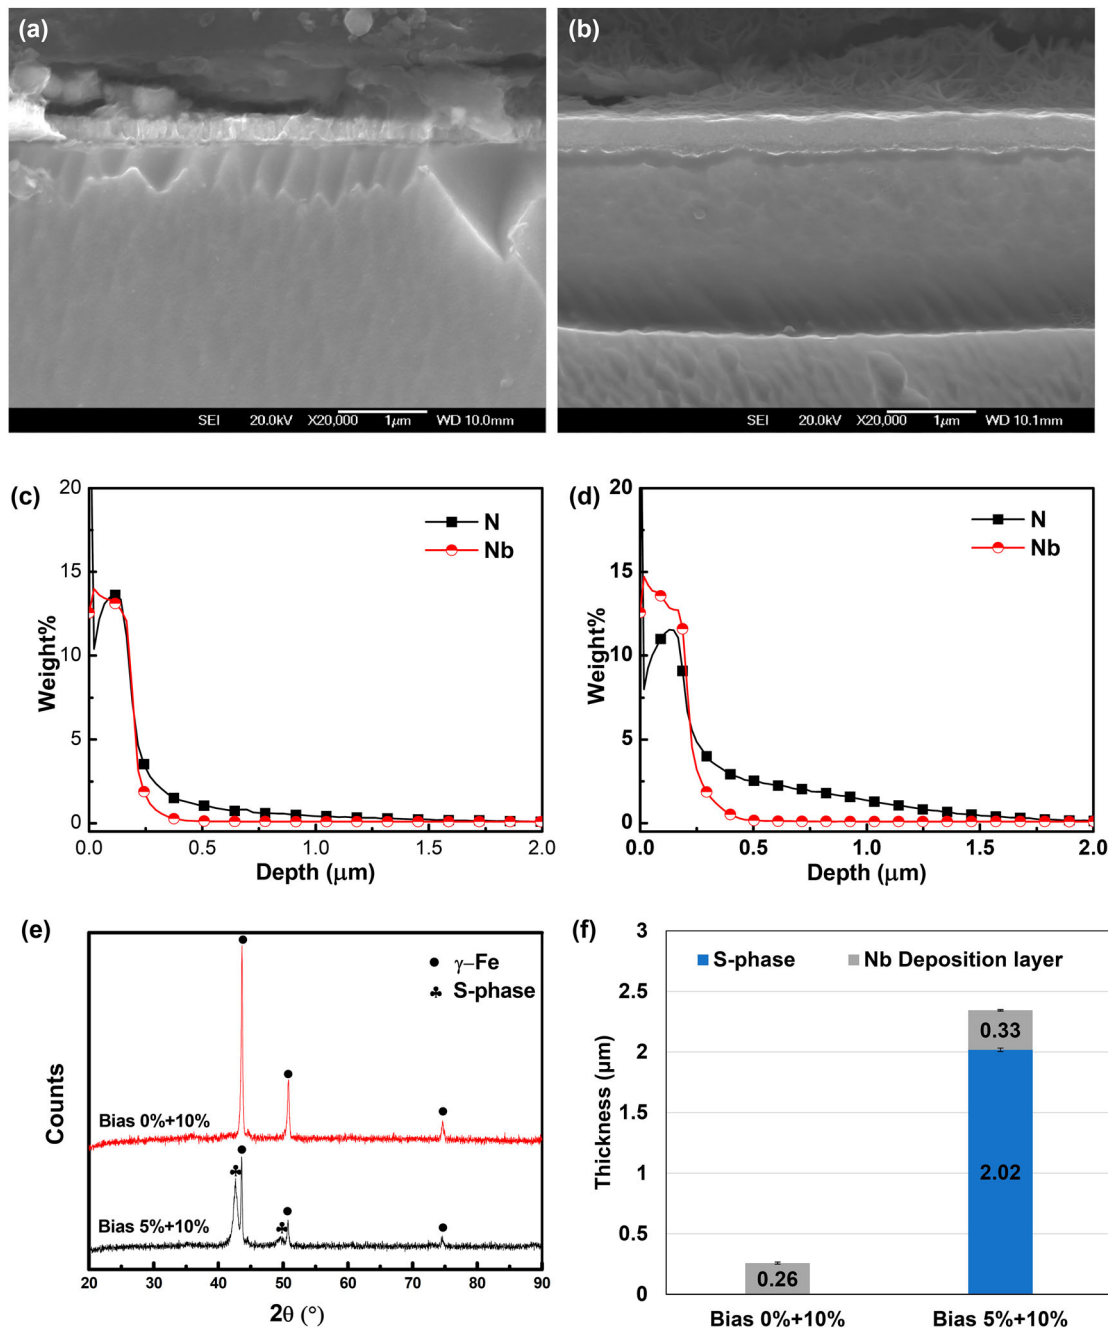 (a)
(b)
SEI 20.0kV X20,000 1μm WD 10.0mm
SEI 20.0kV X20,000 1μm WD 10.1mm
(c)
20
15
10
5
0
Weight%
N
Nb
0.0 0.5 1.0 1.5 2.0
Depth (μm)
(d)
20
15
10
5
0
Weight%
N
Nb
0.0 0.5 1.0 1.5 2.0
Depth (μm)
(e)
Counts
● γ–Fe
♣ S-phase
Bias 0%+10%
Bias 5%+10%
20 30 40 50 60 70 80 90
2θ (°)
(f)
3
2.5
2
1.5
1
0.5
0
Thickness (μm)
S-phase Nb Deposition layer
0.33
2.02
0.26
Bias 0%+10% Bias 5%+10%